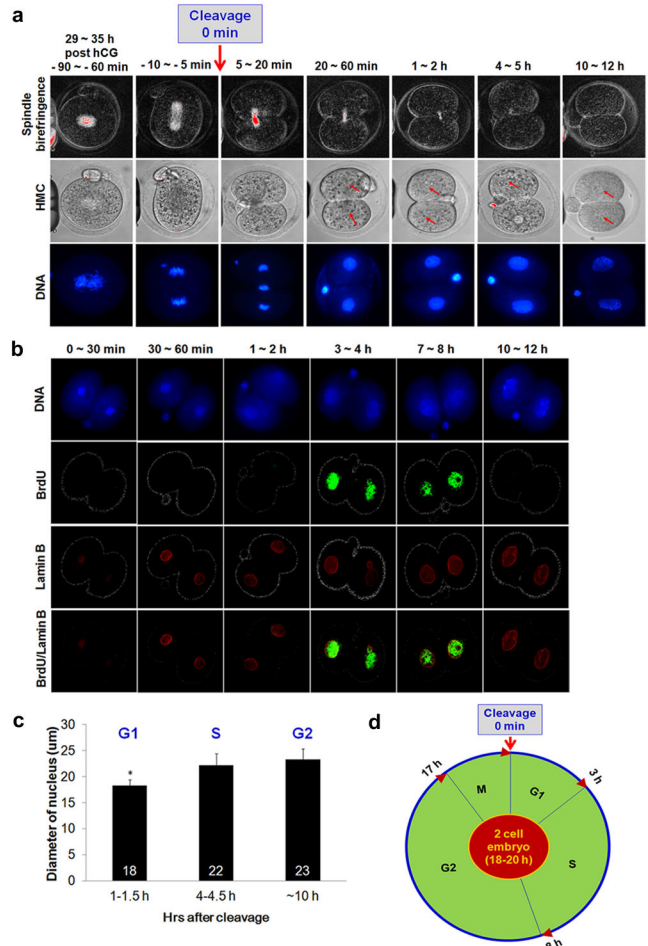 a
Cleavage
0 min
29 ~ 35 h
post hCG
- 90 ~ - 60 min
- 10 ~ - 5 min
5 ~ 20 min
20 ~ 60 min
1 ~ 2 h
4 ~ 5 h
10 ~ 12 h
Spindle
birefringence
HMC
DNA
b
0 ~ 30 min
30 ~ 60 min
1 ~ 2 h
3 ~ 4 h
7 ~ 8 h
10 ~ 12 h
DNA
BrdU
Lamin B
BrdU/Lamin B
c
Diameter of nucleus (um)
30
25
20
15
10
5
0
G1
S
G2
*
18
22
23
1-1.5 h
4-4.5 h
~10 h
Hrs after cleavage
d
Cleavage
0 min
17 h
3 h
M
G1
2 cell
embryo
(18-20 h)
G2
S
8 h